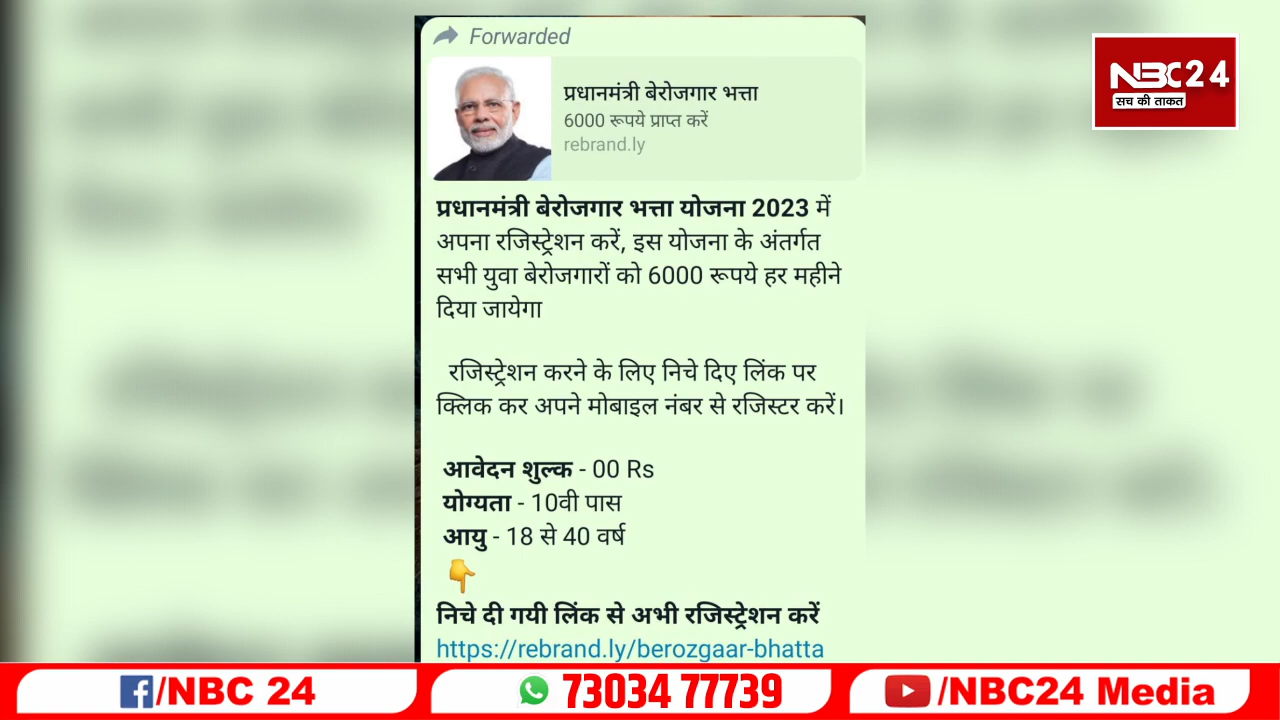 Forwarded
NBC 24
सच की ताकत
प्रधानमंत्री बेरोजगार भत्ता
6000 रूपये प्राप्त करें
rebrand.ly
प्रधानमंत्री बेरोजगार भत्ता योजना 2023 में
अपना रजिस्ट्रेशन करें, इस योजना के अंतर्गत
सभी युवा बेरोजगारों को 6000 रूपये हर महीने
दिया जायेगा
रजिस्ट्रेशन करने के लिए निचे दिए लिंक पर
क्लिक कर अपने मोबाइल नंबर से रजिस्टर करें।
आवेदन शुल्क - 00 Rs
योग्यता - 10वी पास
आयु - 18 से 40 वर्ष
👇
निचे दी गयी लिंक से अभी रजिस्ट्रेशन करें
https://rebrand.ly/berozgaar-bhatta
/NBC 24
73034 77739
/NBC24 Media